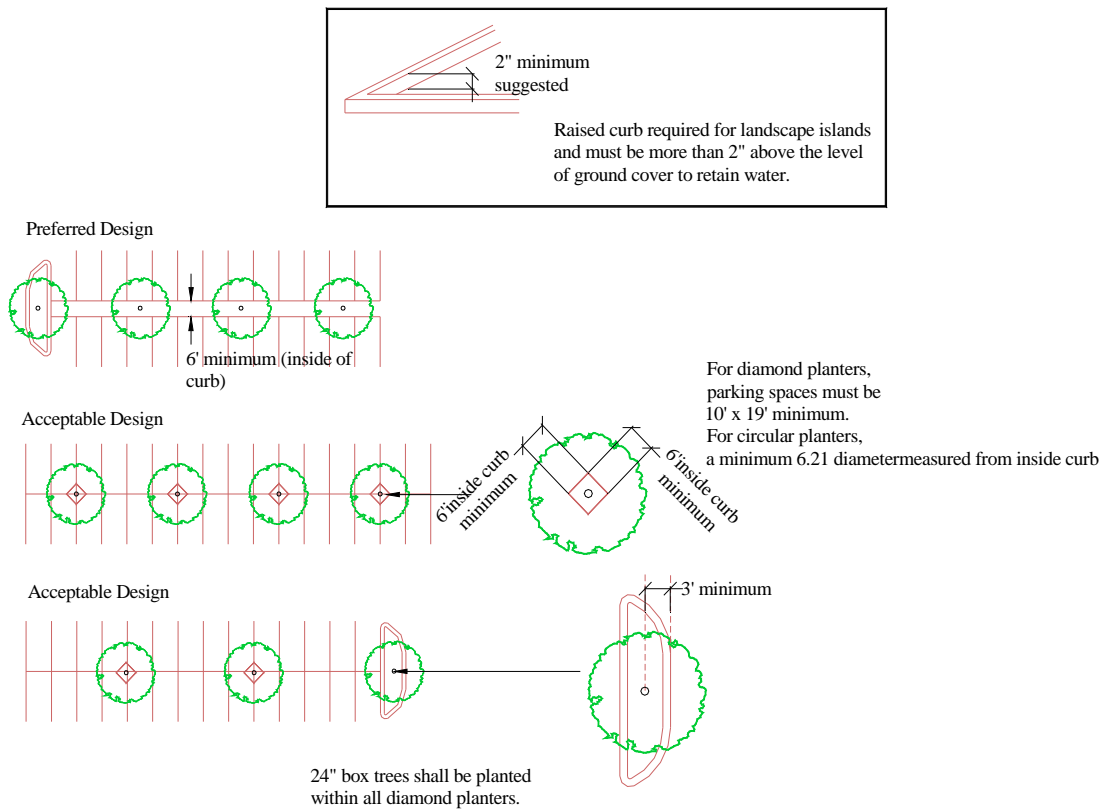 2" minimum
suggested
Raised curb required for landscape islands
and must be more than 2" above the level
of ground cover to retain water.
Preferred Design
6' minimum (inside of
curb)
For diamond planters,
parking spaces must be
10' x 19' minimum.
For circular planters,
a minimum 6.21 diametermeasured from inside curb
Acceptable Design
6'inside curb
minimum
6'inside curb
minimum
Acceptable Design
3' minimum
24" box trees shall be planted
within all diamond planters.